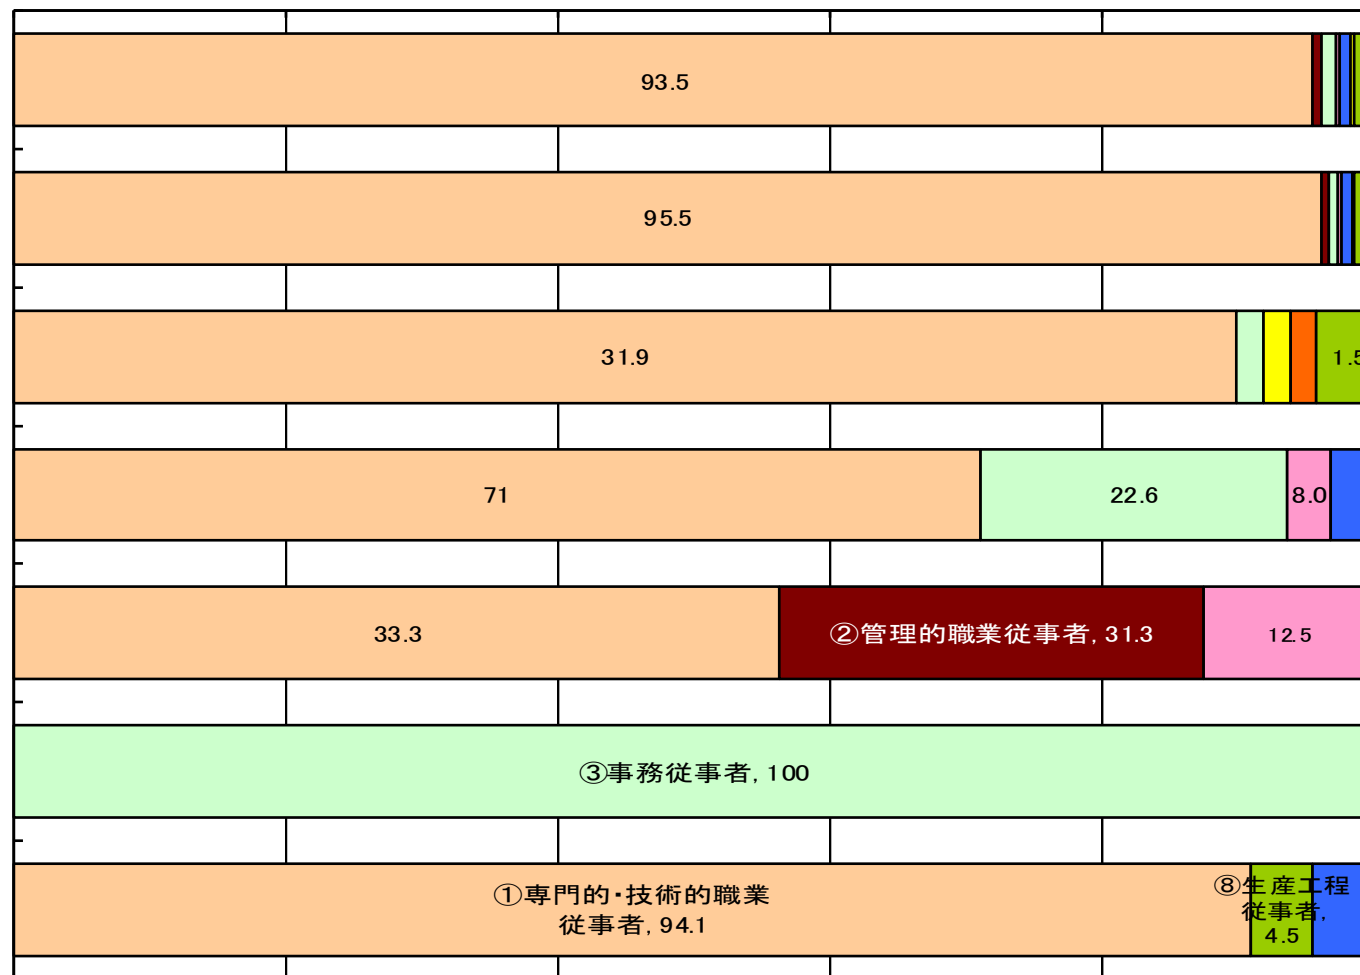 93.5
95.5
31.9
1.5
71
22.6
8.0
33.3
②管理的職業従事者, 31.3
12.5
③事務従事者, 100
①専門的・技術的職業
従事者, 94.1
⑧生産工程
従事者,
4.5